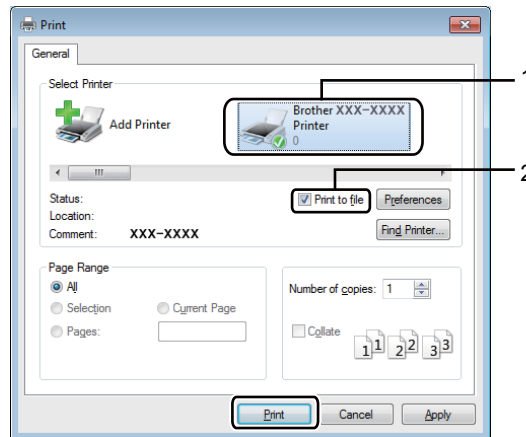 Print
General
Select Printer
Add Printer
Brother XXX-XXXX
Printer
0
1
Status:
Print to file
Preferences
2
Location:
Comment: XXX-XXXX
Find Printer...
Page Range
All
Selection
Current Page
Pages:
Number of copies: 1
Collate
1 1 2 2 3 3
Print
Cancel
Apply